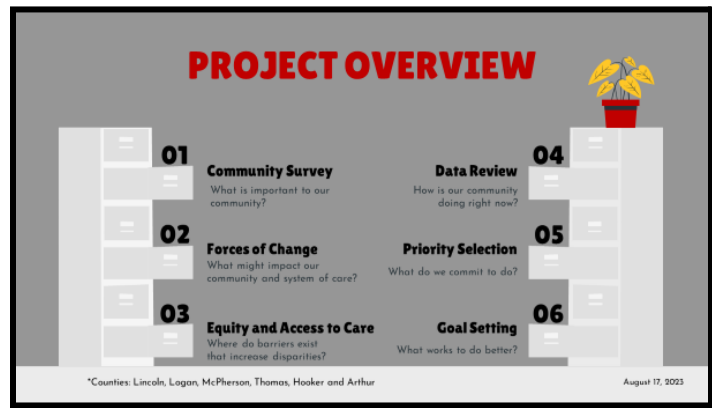 PROJECT OVERVIEW
01
Community Survey
What is important to our
community?
02
Forces of Change
What might impact our
community and system of care?
03
Equity and Access to Care
Where do barriers exist
that increase disparities?
04
Data Review
How is our community
doing right now?
05
Priority Selection
What do we commit to do?
06
Goal Setting
What works to do better?
*Counties: Lincoln, Logan, McPherson, Thomas, Hooker and Arthur
August 17, 2023